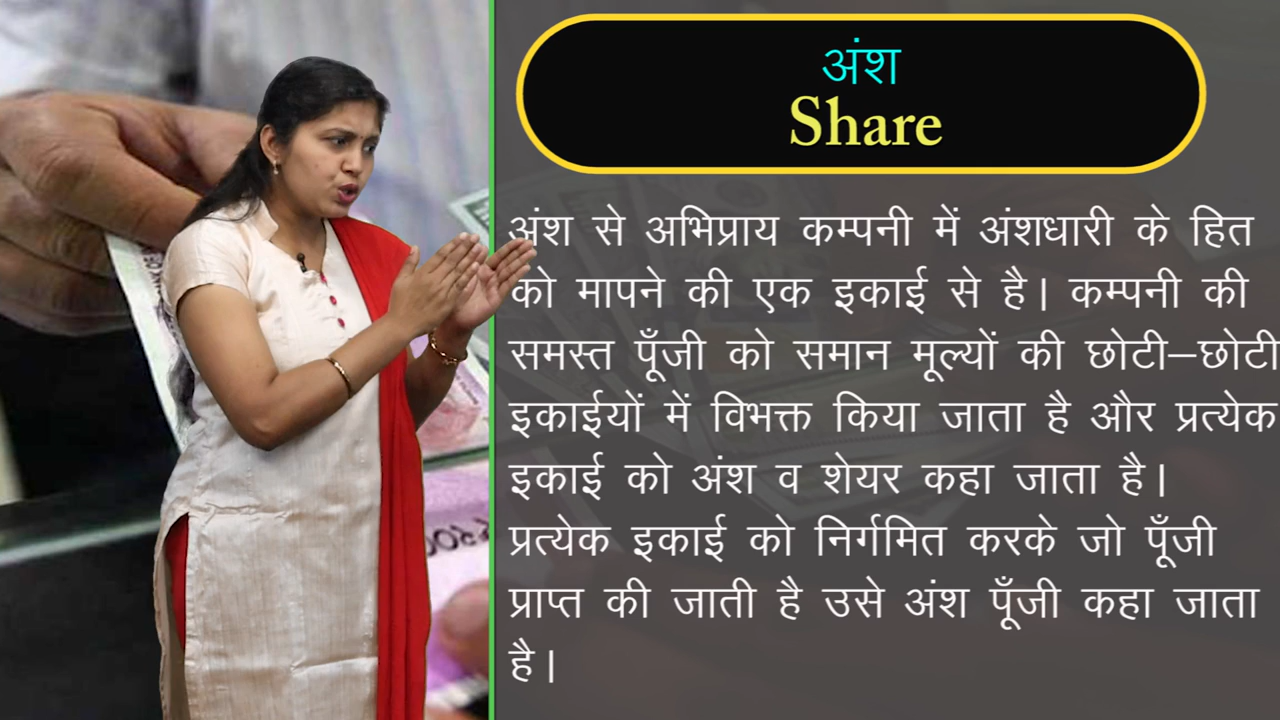 अंश
Share
अंश से अभिप्राय कम्पनी में अंशधारी के हित
को मापने की एक इकाई से है। कम्पनी की
समस्त पूँजी को समान मूल्यों की छोटी–छोटी
इकाईयों में विभक्त किया जाता है और प्रत्येक
इकाई को अंश व शेयर कहा जाता है।
प्रत्येक इकाई को निर्गमित करके जो पूँजी
प्राप्त की जाती है उसे अंश पूँजी कहा जाता
है।